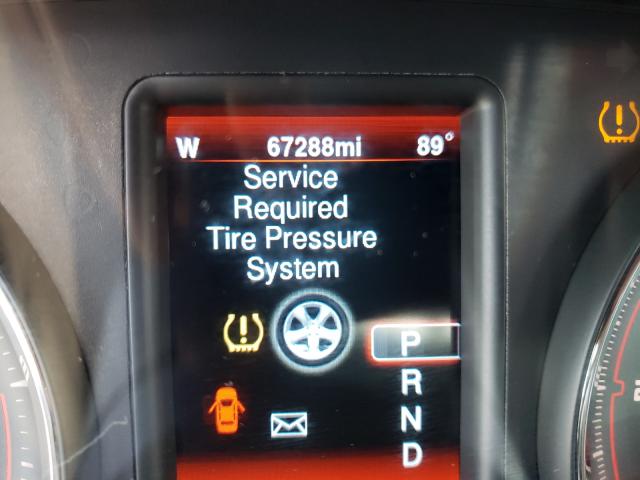 W 67288mi 89°
Service
Required
Tire Pressure
System
P
R
N
D